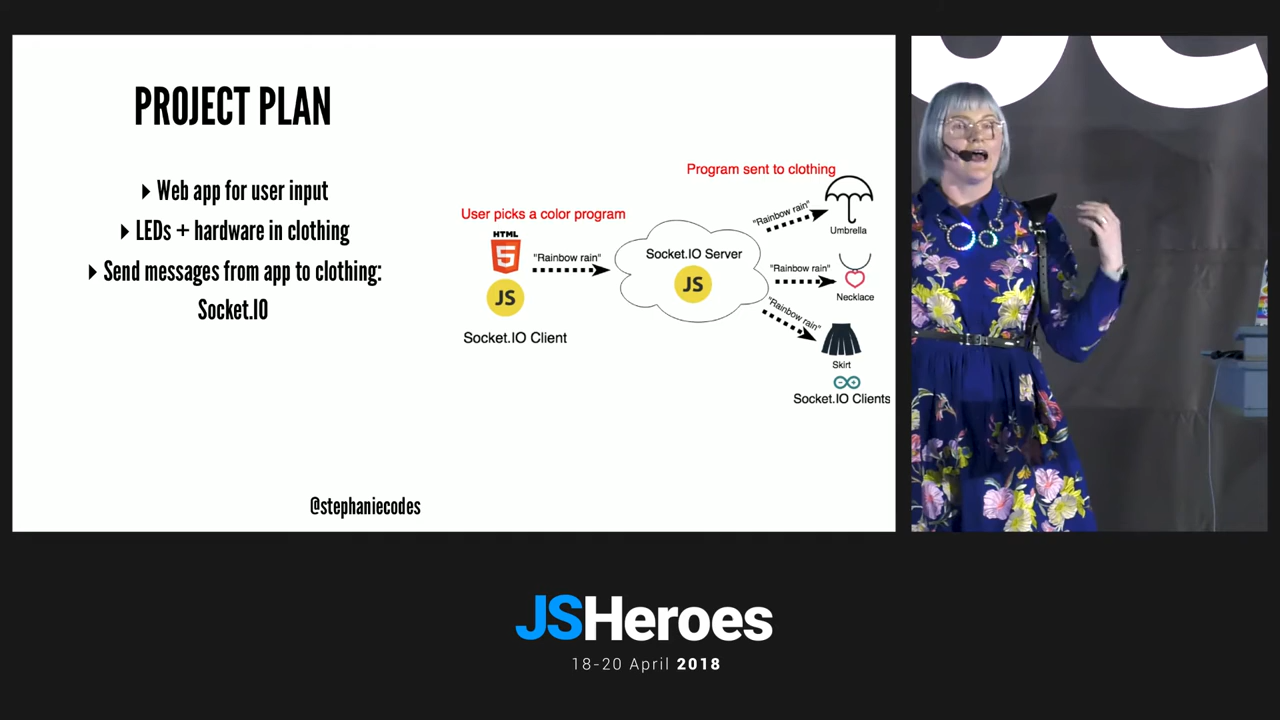 PROJECT PLAN
Web app for user input
LEDs + hardware in clothing
Send messages from app to clothing:
Socket.IO
@stephaniecodes
User picks a color program
HTML
5
JS
Socket.IO Client
"Rainbow rain"
Socket.IO Server
JS
Program sent to clothing
"Rainbow rain"
Umbrella
"Rainbow rain"
Necklace
"Rainbow rain"
Skirt
Socket.IO Clients
JSHeroes
18-20 April 2018